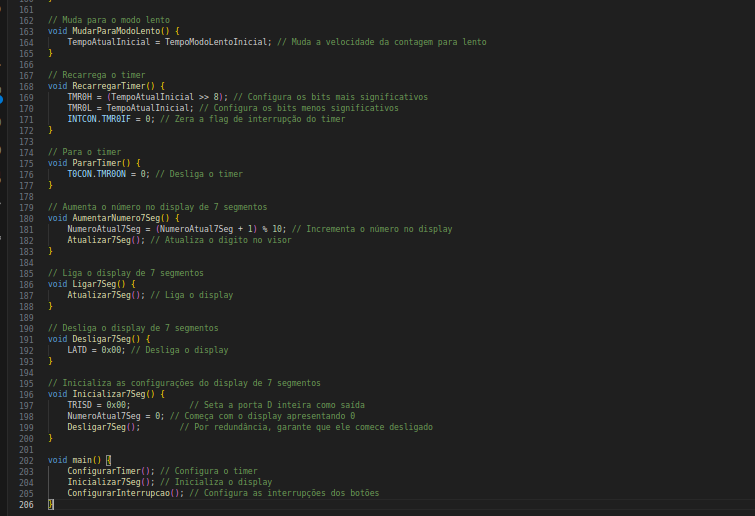 161
162 // Muda para o modo lento
163 void MudarParaModoLento() {
164 TempoAtualInicial = TempoModoLentoInicial; // Muda a velocidade da contagem para lento
165 }
166
167 // Recarrega o timer
168 void RecarregarTimer() {
169 TMR0H = (TempoAtualInicial >> 8); // Configura os bits mais significativos
170 TMR0L = TempoAtualInicial; // Configura os bits menos significativos
171 INTCON.TMR0IF = 0; // Zera a flag de interrupção do timer
172 }
173
174 // Para o timer
175 void PararTimer() {
176 T0CON.TMR0ON = 0; // Desliga o timer
177 }
178
179 // Aumenta o número no display de 7 segmentos
180 void AumentarNumero7Seg() {
181 NumeroAtual7Seg = (NumeroAtual7Seg + 1) % 10; // Incrementa o número no display
182 Atualizar7Seg(); // Atualiza o dígito no visor
183 }
184
185 // Liga o display de 7 segmentos
186 void Ligar7Seg() {
187 Atualizar7Seg(); // Liga o display
188 }
189
190 // Desliga o display de 7 segmentos
191 void Desligar7Seg() {
192 LATD = 0x00; // Desliga o display
193 }
194
195 // Inicializa as configurações do display de 7 segmentos
196 void Inicializar7Seg() {
197 TRISD = 0x00; // Seta a porta D inteira como saída
198 NumeroAtual7Seg = 0; // Começa com o display apresentando 0
199 Desligar7Seg(); // Por redundância, garante que ele comece desligado
200 }
201
202 void main() {
203 ConfigurarTimer(); // Configura o timer
204 Inicializar7Seg(); // Inicializa o display
205 ConfigurarInterrupcao(); // Configura as interrupções dos botões
206 }